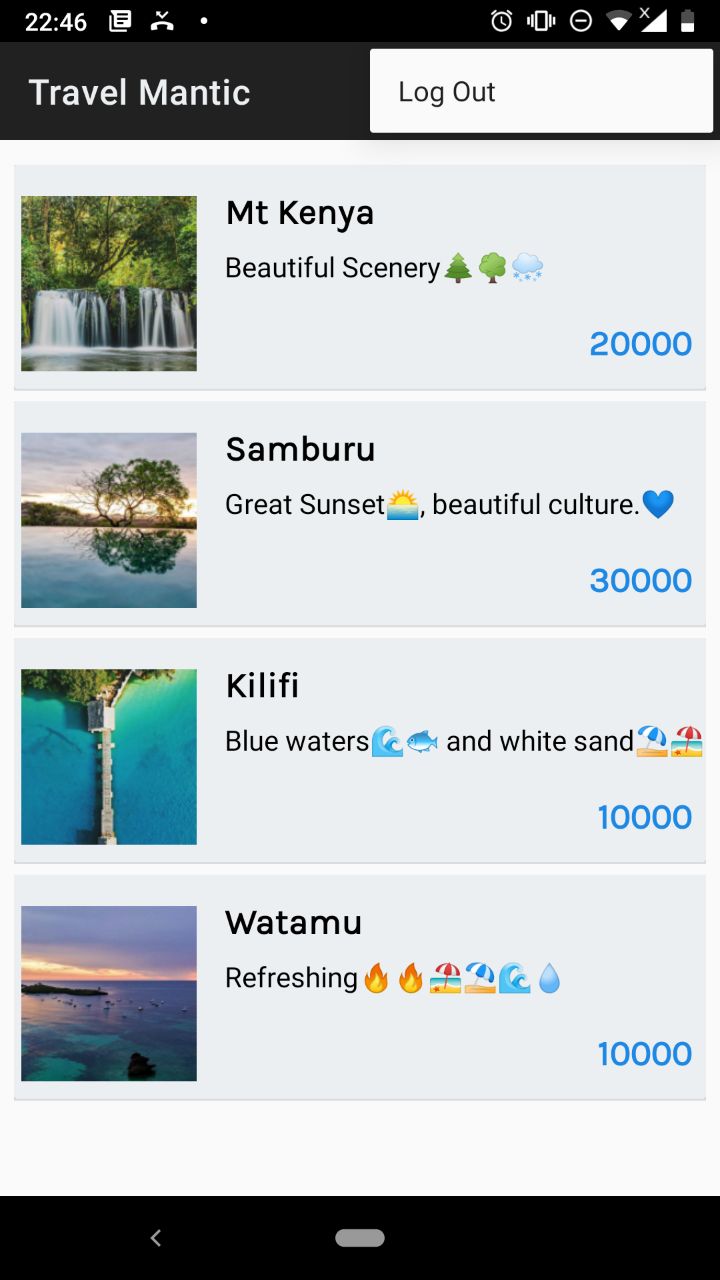 22:46
Travel Mantic
Log Out
Mt Kenya
Beautiful Scenery🌲🌳🌨️
20000
Samburu
Great Sunset🌅, beautiful culture.💙
30000
Kilifi
Blue waters🌊🐟 and white sand⛱️🏖️
10000
Watamu
Refreshing🔥🔥🏖️⛱️🌊💧
10000